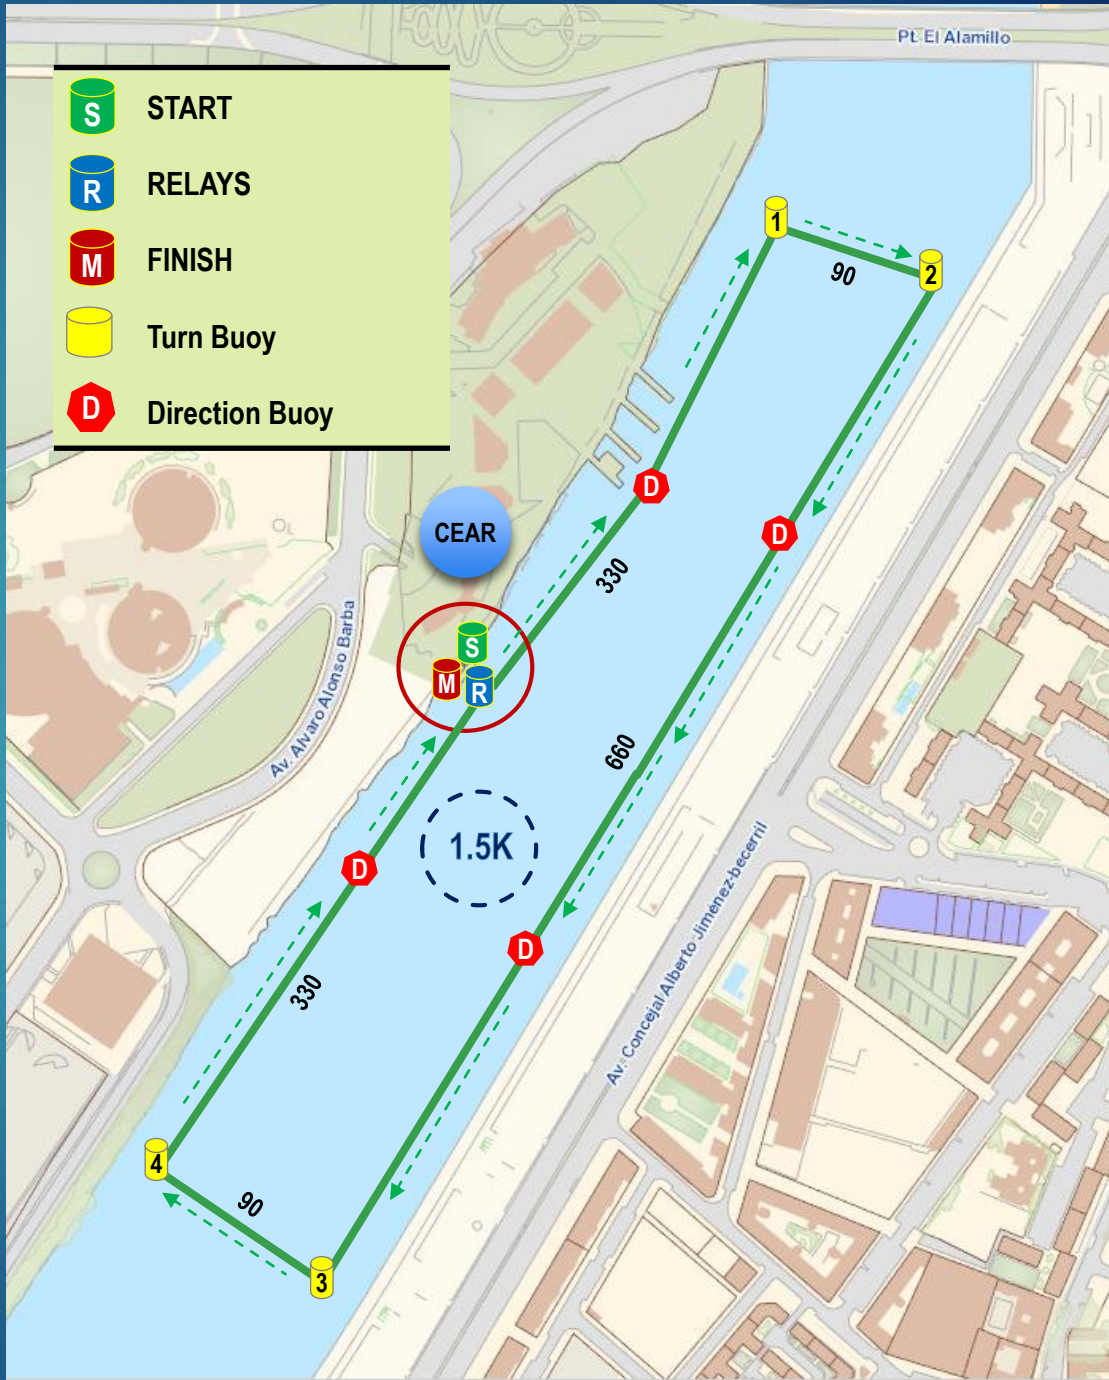 Pt. El Alamillo
S START
R RELAYS
M FINISH
Turn Buoy
D Direction Buoy
1
2
90
D
D
CEAR
330
S
M
R
Av. Alvaro Alonso Barba
660
1.5K
D
D
Av. Concejal Alberto Jimenez-becerril
330
4
90
3